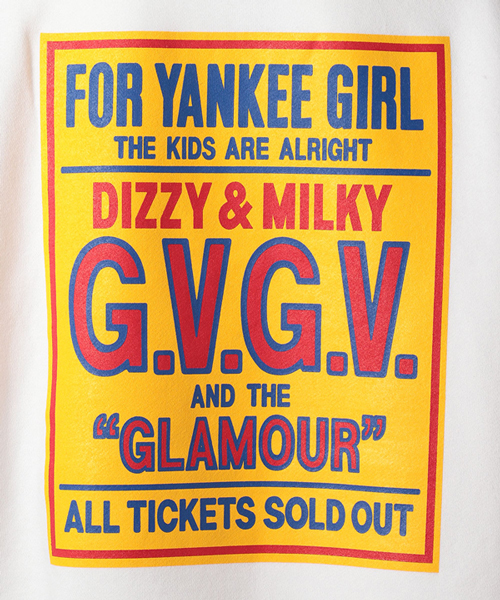 FOR YANKEE GIRL
THE KIDS ARE ALRIGHT
DIZZY & MILKY
G.V.G.V.
AND THE
“GLAMOUR”
ALL TICKETS SOLD OUT